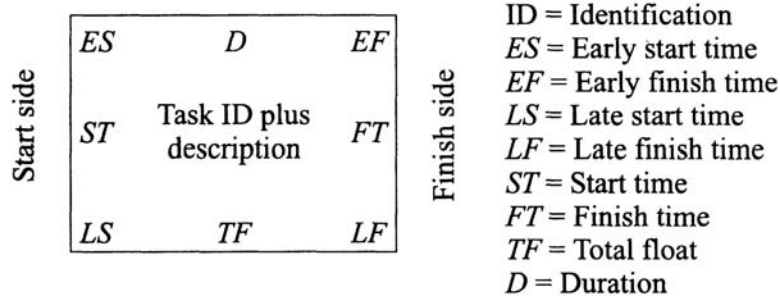 Start side
ES D EF
ST Task ID plus FT
description
LS TF LF
Finish side
ID = Identification
ES = Early start time
EF = Early finish time
LS = Late start time
LF = Late finish time
ST = Start time
FT = Finish time
TF = Total float
D = Duration